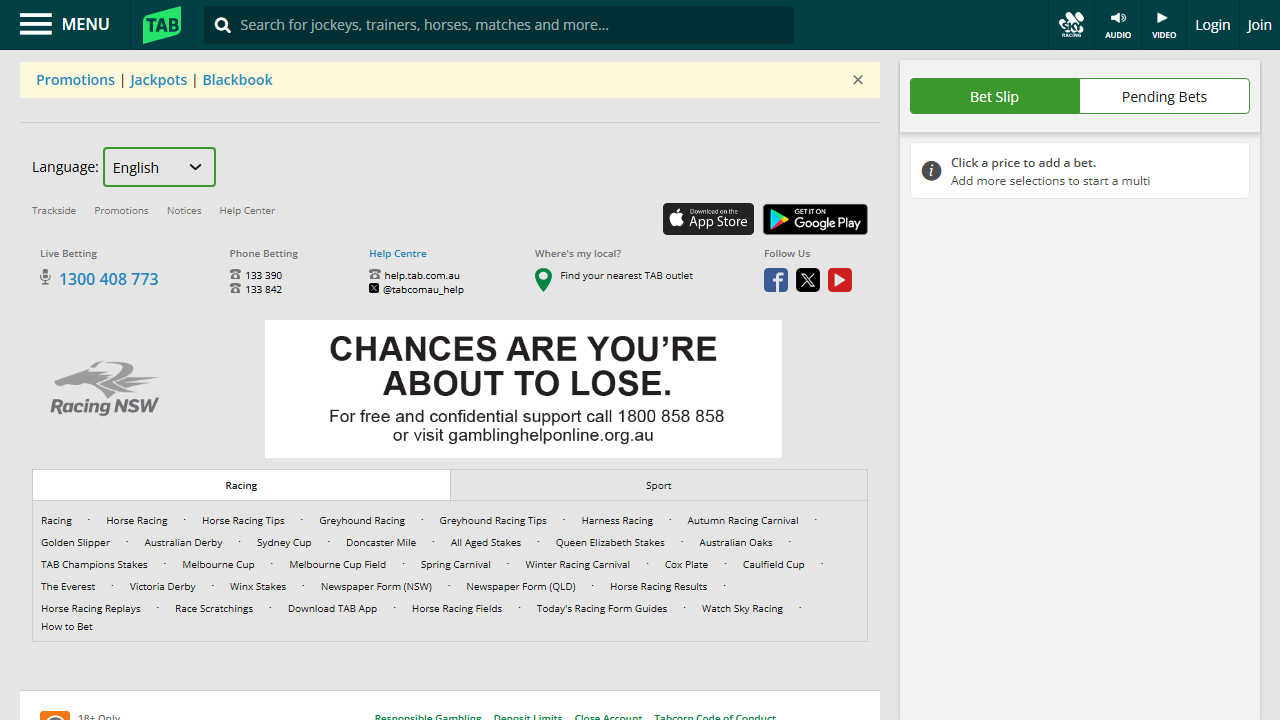 MENU
TAB
Search for jockeys, trainers, horses, matches and more...
SKY
RACING
AUDIO
VIDEO
Login
Join
Promotions | Jackpots | Blackbook
Bet Slip
Pending Bets
Click a price to add a bet.
Add more selections to start a multi
Language: English
Trackside Promotions Notices Help Center
Download on the
App Store
GET IT ON
Google Play
Live Betting
1300 408 773
Phone Betting
133 390
133 842
Help Centre
help.tab.com.au
@tabcomau_help
Where's my local?
Find your nearest TAB outlet
Follow Us
Racing NSW
CHANCES ARE YOU’RE
ABOUT TO LOSE.
For free and confidential support call 1800 858 858
or visit gamblinghelponline.org.au
Racing
Sport
Racing · Horse Racing · Horse Racing Tips · Greyhound Racing · Greyhound Racing Tips · Harness Racing · Autumn Racing Carnival ·
Golden Slipper · Australian Derby · Sydney Cup · Doncaster Mile · All Aged Stakes · Queen Elizabeth Stakes · Australian Oaks ·
TAB Champions Stakes · Melbourne Cup · Melbourne Cup Field · Spring Carnival · Winter Racing Carnival · Cox Plate · Caulfield Cup ·
The Everest · Victoria Derby · Winx Stakes · Newspaper Form (NSW) · Newspaper Form (QLD) · Horse Racing Results ·
Horse Racing Replays · Race Scratchings · Download TAB App · Horse Racing Fields · Today's Racing Form Guides · Watch Sky Racing ·
How to Bet
18+ Only
Responsible Gambling Deposit Limits Close Account Tabcorp Code of Conduct